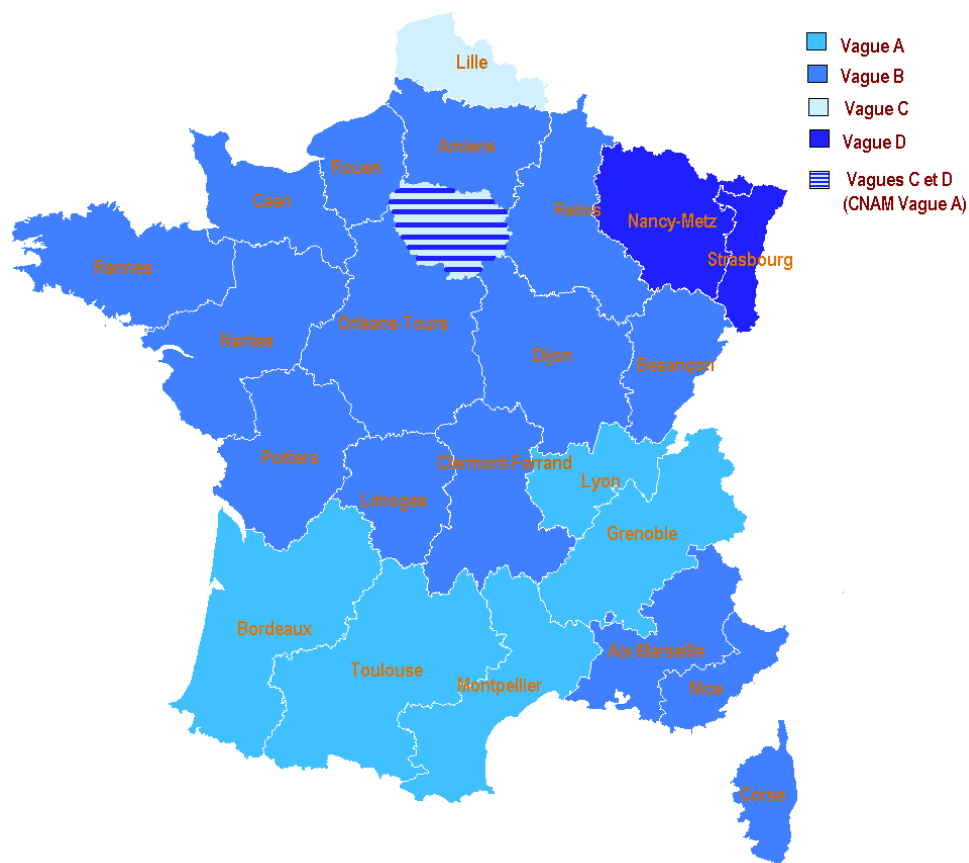 Vague A
Vague B
Vague C
Vague D
Vagues C et D
(CNAM Vague A)
Lille
Amiens
Rouen
Caen
Reims
Nancy-Metz
Strasbourg
Rennes
Orléans-Tours
Nantes
Dijon
Besançon
Poitiers
Clermont-Ferrand
Limoges
Lyon
Grenoble
Bordeaux
Toulouse
Montpellier
Aix-Marseille
Nice
Corse